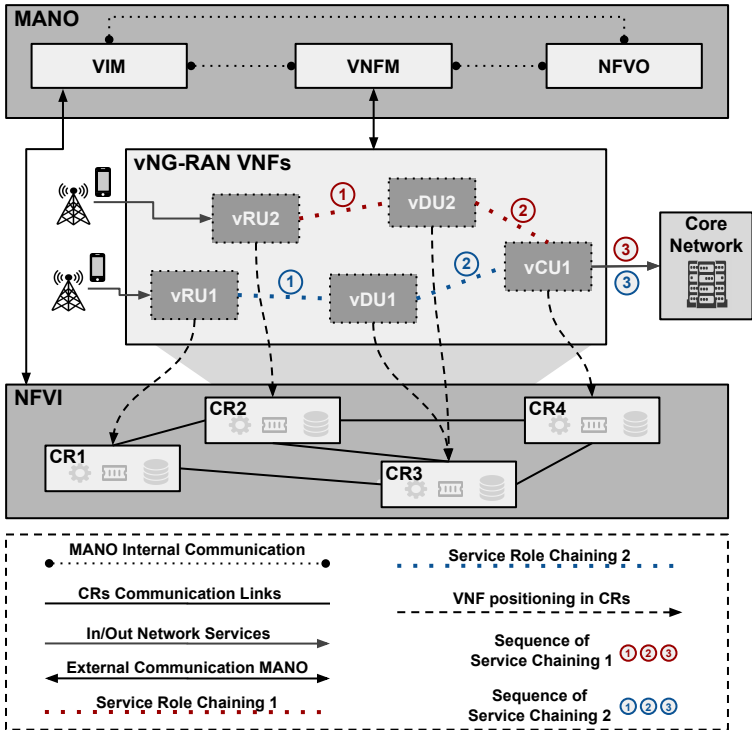 MANO
VIM
VNFM
NFVO
vNG-RAN VNFs
vRU2
1
vDU2
2
vCU1
3
3
Core
Network
vRU1
1
vDU1
2
NFVI
CR1
CR2
CR3
CR4
MANO Internal Communication
CRs Communication Links
In/Out Network Services
External Communication MANO
Service Role Chaining 1
Service Role Chaining 2
VNF positioning in CRs
Sequence of
Service Chaining 1 1 2 3
Sequence of
Service Chaining 2 1 2 3